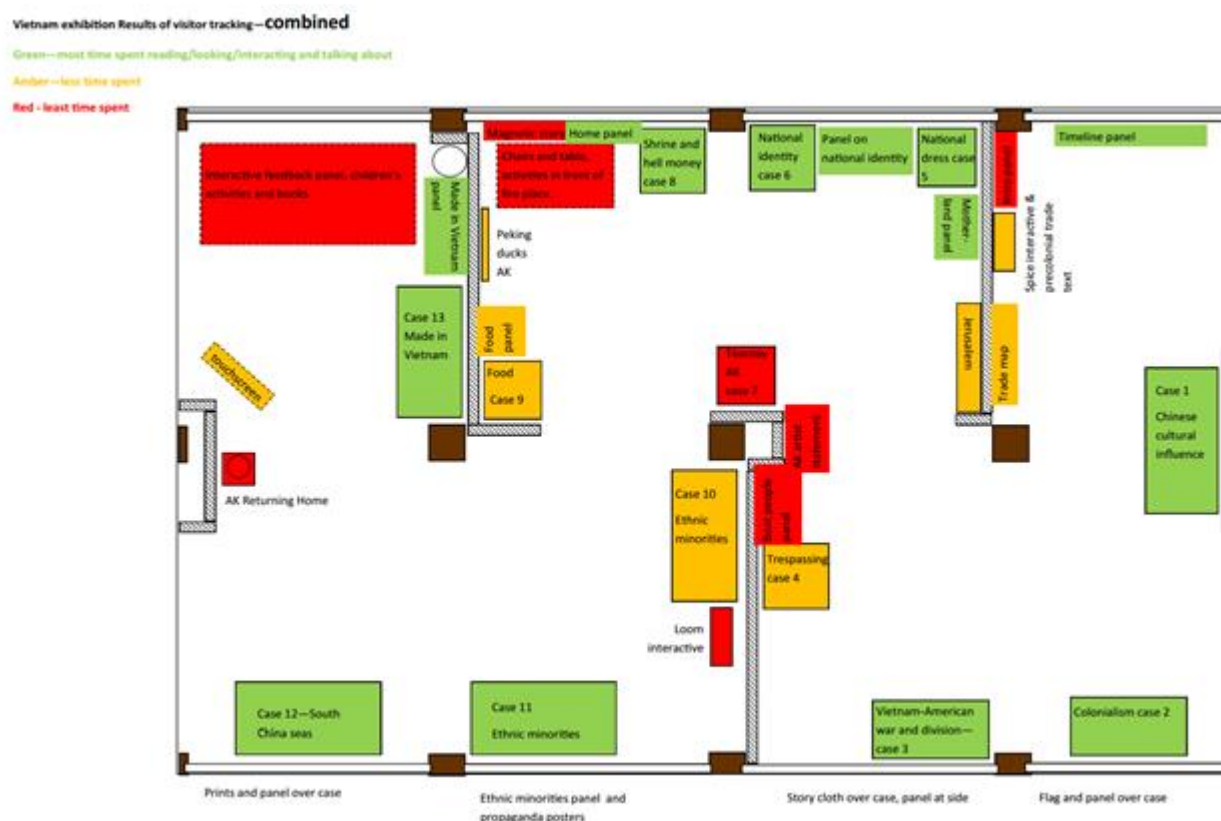 Vietnam exhibition Results of visitor tracking—combined
Green—most time spent reading/looking/interacting and talking about
Amber—less time spent
Red - least time spent
Interactive feedback panel, children's
activities and books
Made in Vietnam
panel
Home panel
Chairs and table,
activities in front of
fire place.
Shrine and
hell money
case 8
National
identity
case 6
Panel on
national identity
National
dress case
5
Timeline panel
Mother-
land panel
Spice interactive &
precolonial trade
text
Peking
ducks
AK
Case 13
Made in
Vietnam
Food
panel
Food
Case 9
touchscreen
AK
case 7
Jerusalem
Trade map
Case 1
Chinese
cultural
influence
AK artist
statement
AK Returning Home
Case 10
Ethnic
minorities
Boat people
panel
Trespassing
case 4
Loom
interactive
Case 12—South
China seas
Case 11
Ethnic minorities
Vietnam-American
war and division—
case 3
Colonialism case 2
Prints and panel over case
Ethnic minorities panel and
propaganda posters
Story cloth over case, panel at side
Flag and panel over case